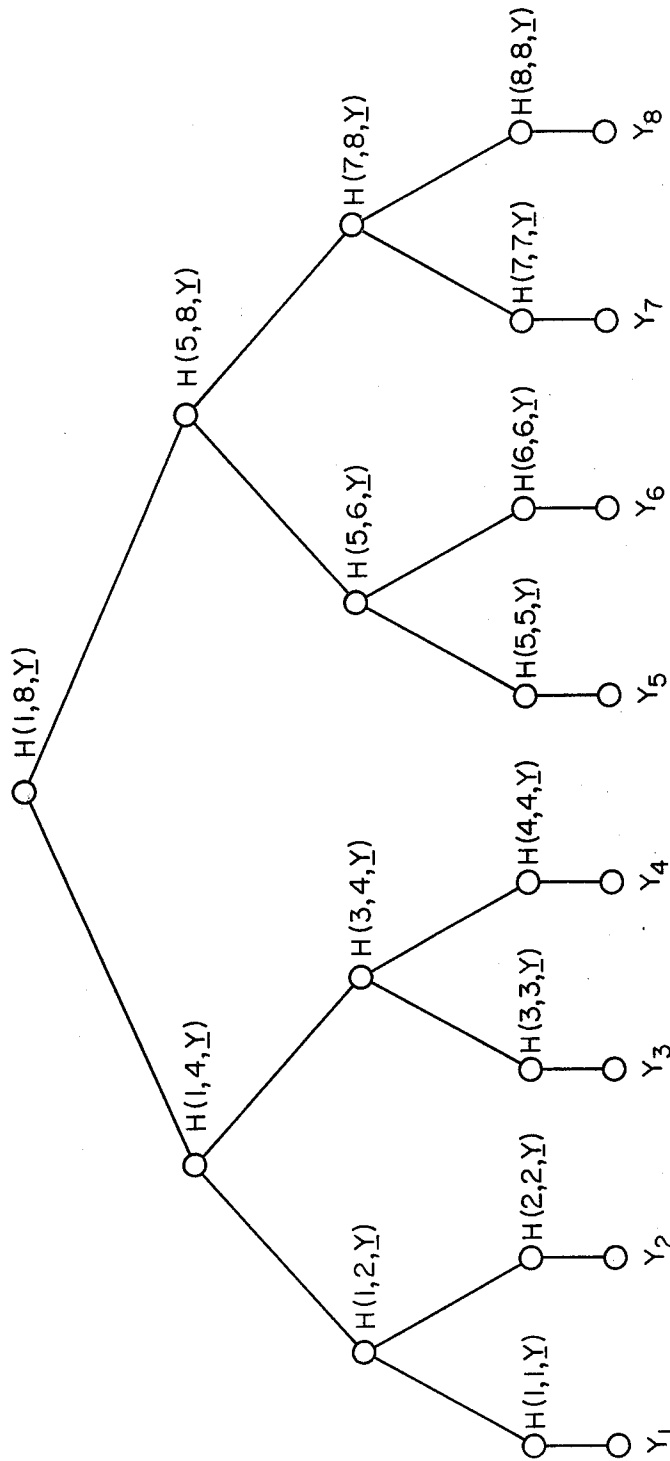 H(1,8,Y)
H(1,4,Y)
H(5,8,Y)
H(1,2,Y)
H(3,4,Y)
H(5,6,Y)
H(7,8,Y)
H(1,1,Y)
H(2,2,Y)
H(3,3,Y)
H(4,4,Y)
H(5,5,Y)
H(6,6,Y)
H(7,7,Y)
H(8,8,Y)
Y1
Y2
Y3
Y4
Y5
Y6
Y7
Y8